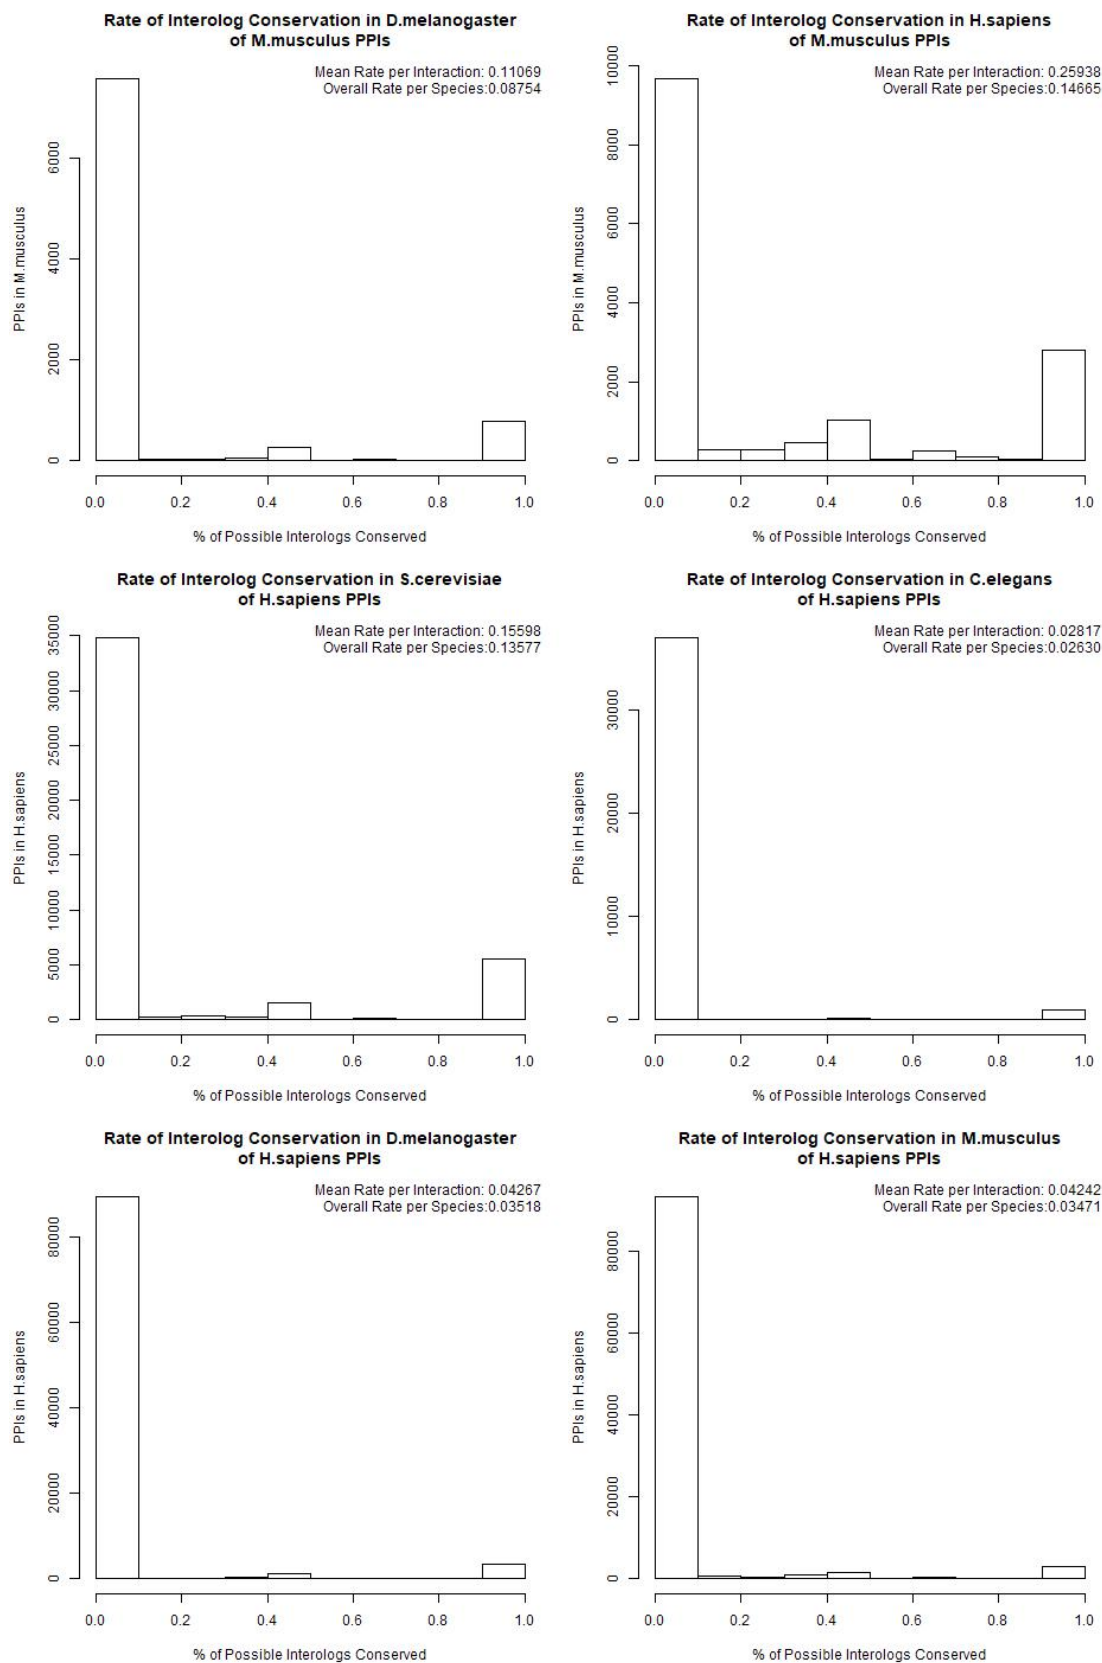 Rate of Interolog Conservation in D.melanogaster
of M.musculus PPIs
Mean Rate per Interaction: 0.11069
Overall Rate per Species:0.08754
PPIs in M.musculus
6000
4000
2000
0
0.0 0.2 0.4 0.6 0.8 1.0
% of Possible Interologs Conserved
Rate of Interolog Conservation in H.sapiens
of M.musculus PPIs
Mean Rate per Interaction: 0.25938
Overall Rate per Species:0.14665
PPIs in M.musculus
10000
8000
6000
4000
2000
0
0.0 0.2 0.4 0.6 0.8 1.0
% of Possible Interologs Conserved
Rate of Interolog Conservation in S.cerevisiae
of H.sapiens PPIs
Mean Rate per Interaction: 0.15598
Overall Rate per Species:0.13577
PPIs in H.sapiens
35000
30000
25000
20000
15000
10000
5000
0
0.0 0.2 0.4 0.6 0.8 1.0
% of Possible Interologs Conserved
Rate of Interolog Conservation in C.elegans
of H.sapiens PPIs
Mean Rate per Interaction: 0.02817
Overall Rate per Species:0.02630
PPIs in H.sapiens
30000
20000
10000
0
0.0 0.2 0.4 0.6 0.8 1.0
% of Possible Interologs Conserved
Rate of Interolog Conservation in D.melanogaster
of H.sapiens PPIs
Mean Rate per Interaction: 0.04267
Overall Rate per Species:0.03518
PPIs in H.sapiens
80000
60000
40000
20000
0
0.0 0.2 0.4 0.6 0.8 1.0
% of Possible Interologs Conserved
Rate of Interolog Conservation in M.musculus
of H.sapiens PPIs
Mean Rate per Interaction: 0.04242
Overall Rate per Species:0.03471
PPIs in H.sapiens
80000
60000
40000
20000
0
0.0 0.2 0.4 0.6 0.8 1.0
% of Possible Interologs Conserved